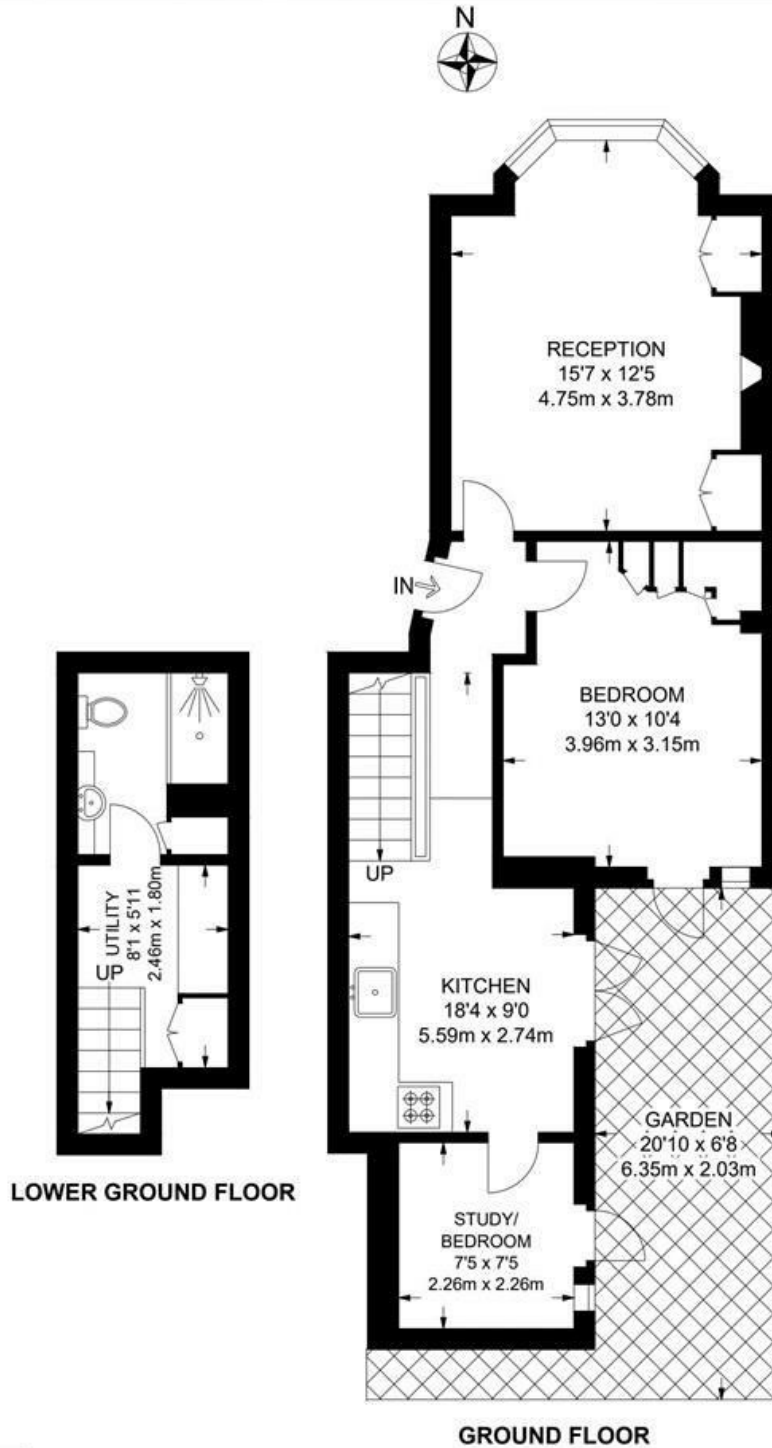 N
RECEPTION
15'7 x 12'5
4.75m x 3.78m
IN
BEDROOM
13'0 x 10'4
3.96m x 3.15m
UP
KITCHEN
18'4 x 9'0
5.59m x 2.74m
GARDEN
20'10 x 6'8
6.35m x 2.03m
STUDY/
BEDROOM
7'5 x 7'5
2.26m x 2.26m
GROUND FLOOR
UTILITY
8'1 x 5'11
2.46m x 1.80m
UP
LOWER GROUND FLOOR